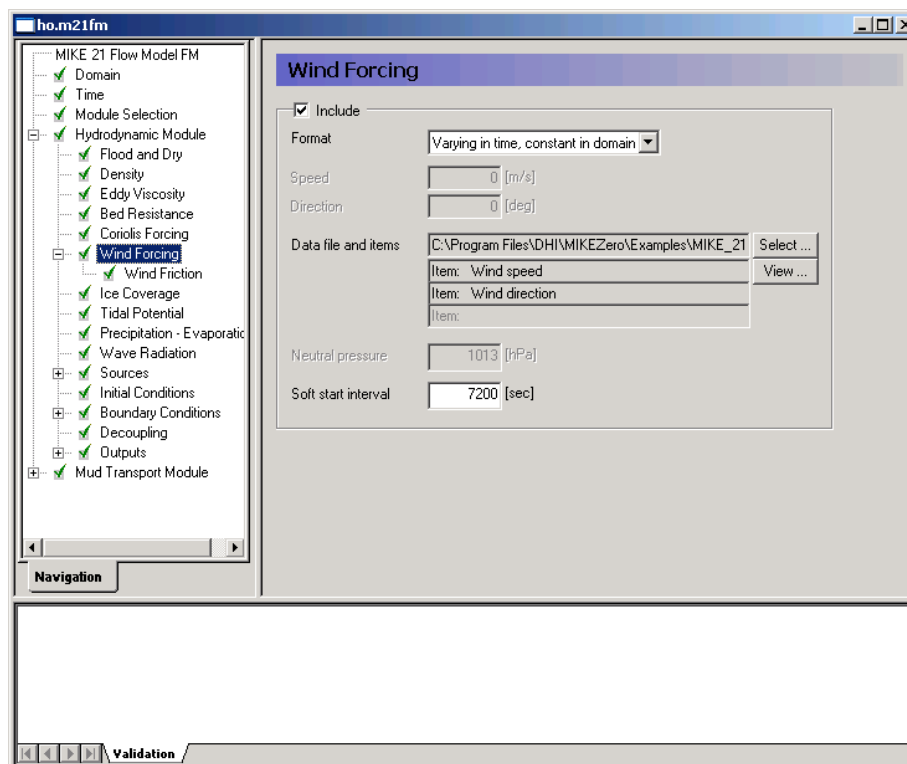 ho.m21fm
MIKE 21 Flow Model FM
Domain
Time
Module Selection
Hydrodynamic Module
Flood and Dry
Density
Eddy Viscosity
Bed Resistance
Coriolis Forcing
Wind Forcing
Wind Friction
Ice Coverage
Tidal Potential
Precipitation - Evaporatic
Wave Radiation
Sources
Initial Conditions
Boundary Conditions
Decoupling
Outputs
Mud Transport Module
Navigation
Wind Forcing
Include
Format Varying in time, constant in domain
Speed 0 [m/s]
Direction 0 [deg]
Data file and items C:\Program Files\DHI\MIKEZero\Examples\MIKE_21 Select ...
Item: Wind speed View ...
Item: Wind direction
Item:
Neutral pressure 1013 [hPa]
Soft start interval 7200 [sec]
Validation